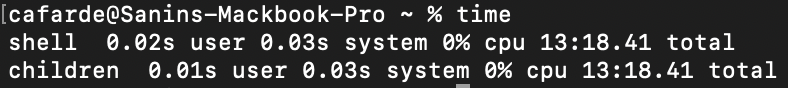 [cafarde@Sanins-Mackbook-Pro ~ % time
shell  0.02s user 0.03s system 0% cpu 13:18.41 total
children  0.01s user 0.03s system 0% cpu 13:18.41 total